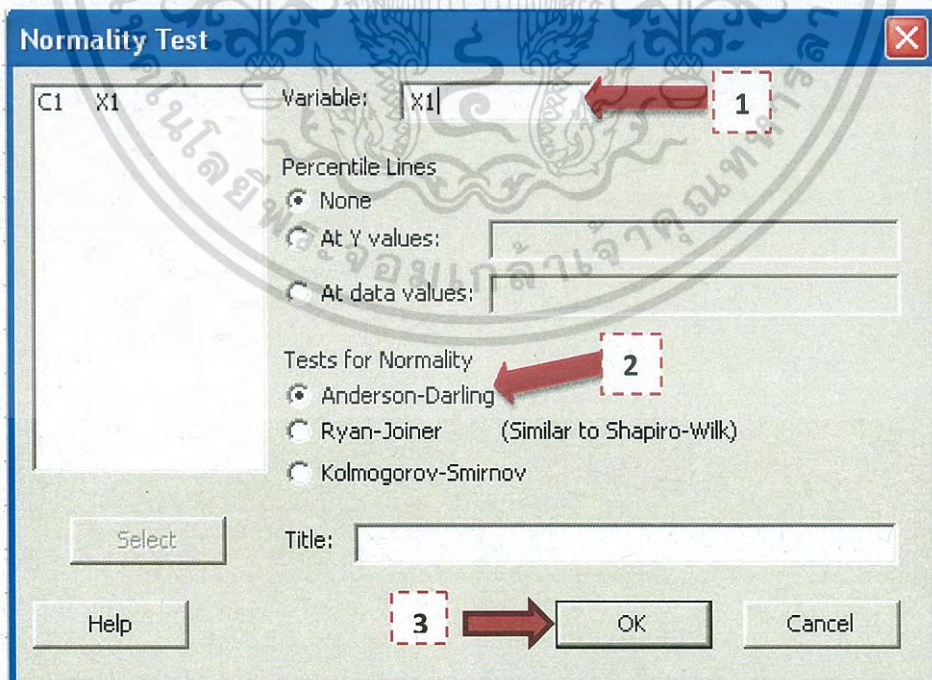 Normality Test
C1 X1
Variable: X1
1
Percentile Lines
None
At Y values:
At data values:
Tests for Normality
2
Anderson-Darling
Ryan-Joiner (Similar to Shapiro-Wilk)
Kolmogorov-Smirnov
Select
Title:
Help
3
OK
Cancel